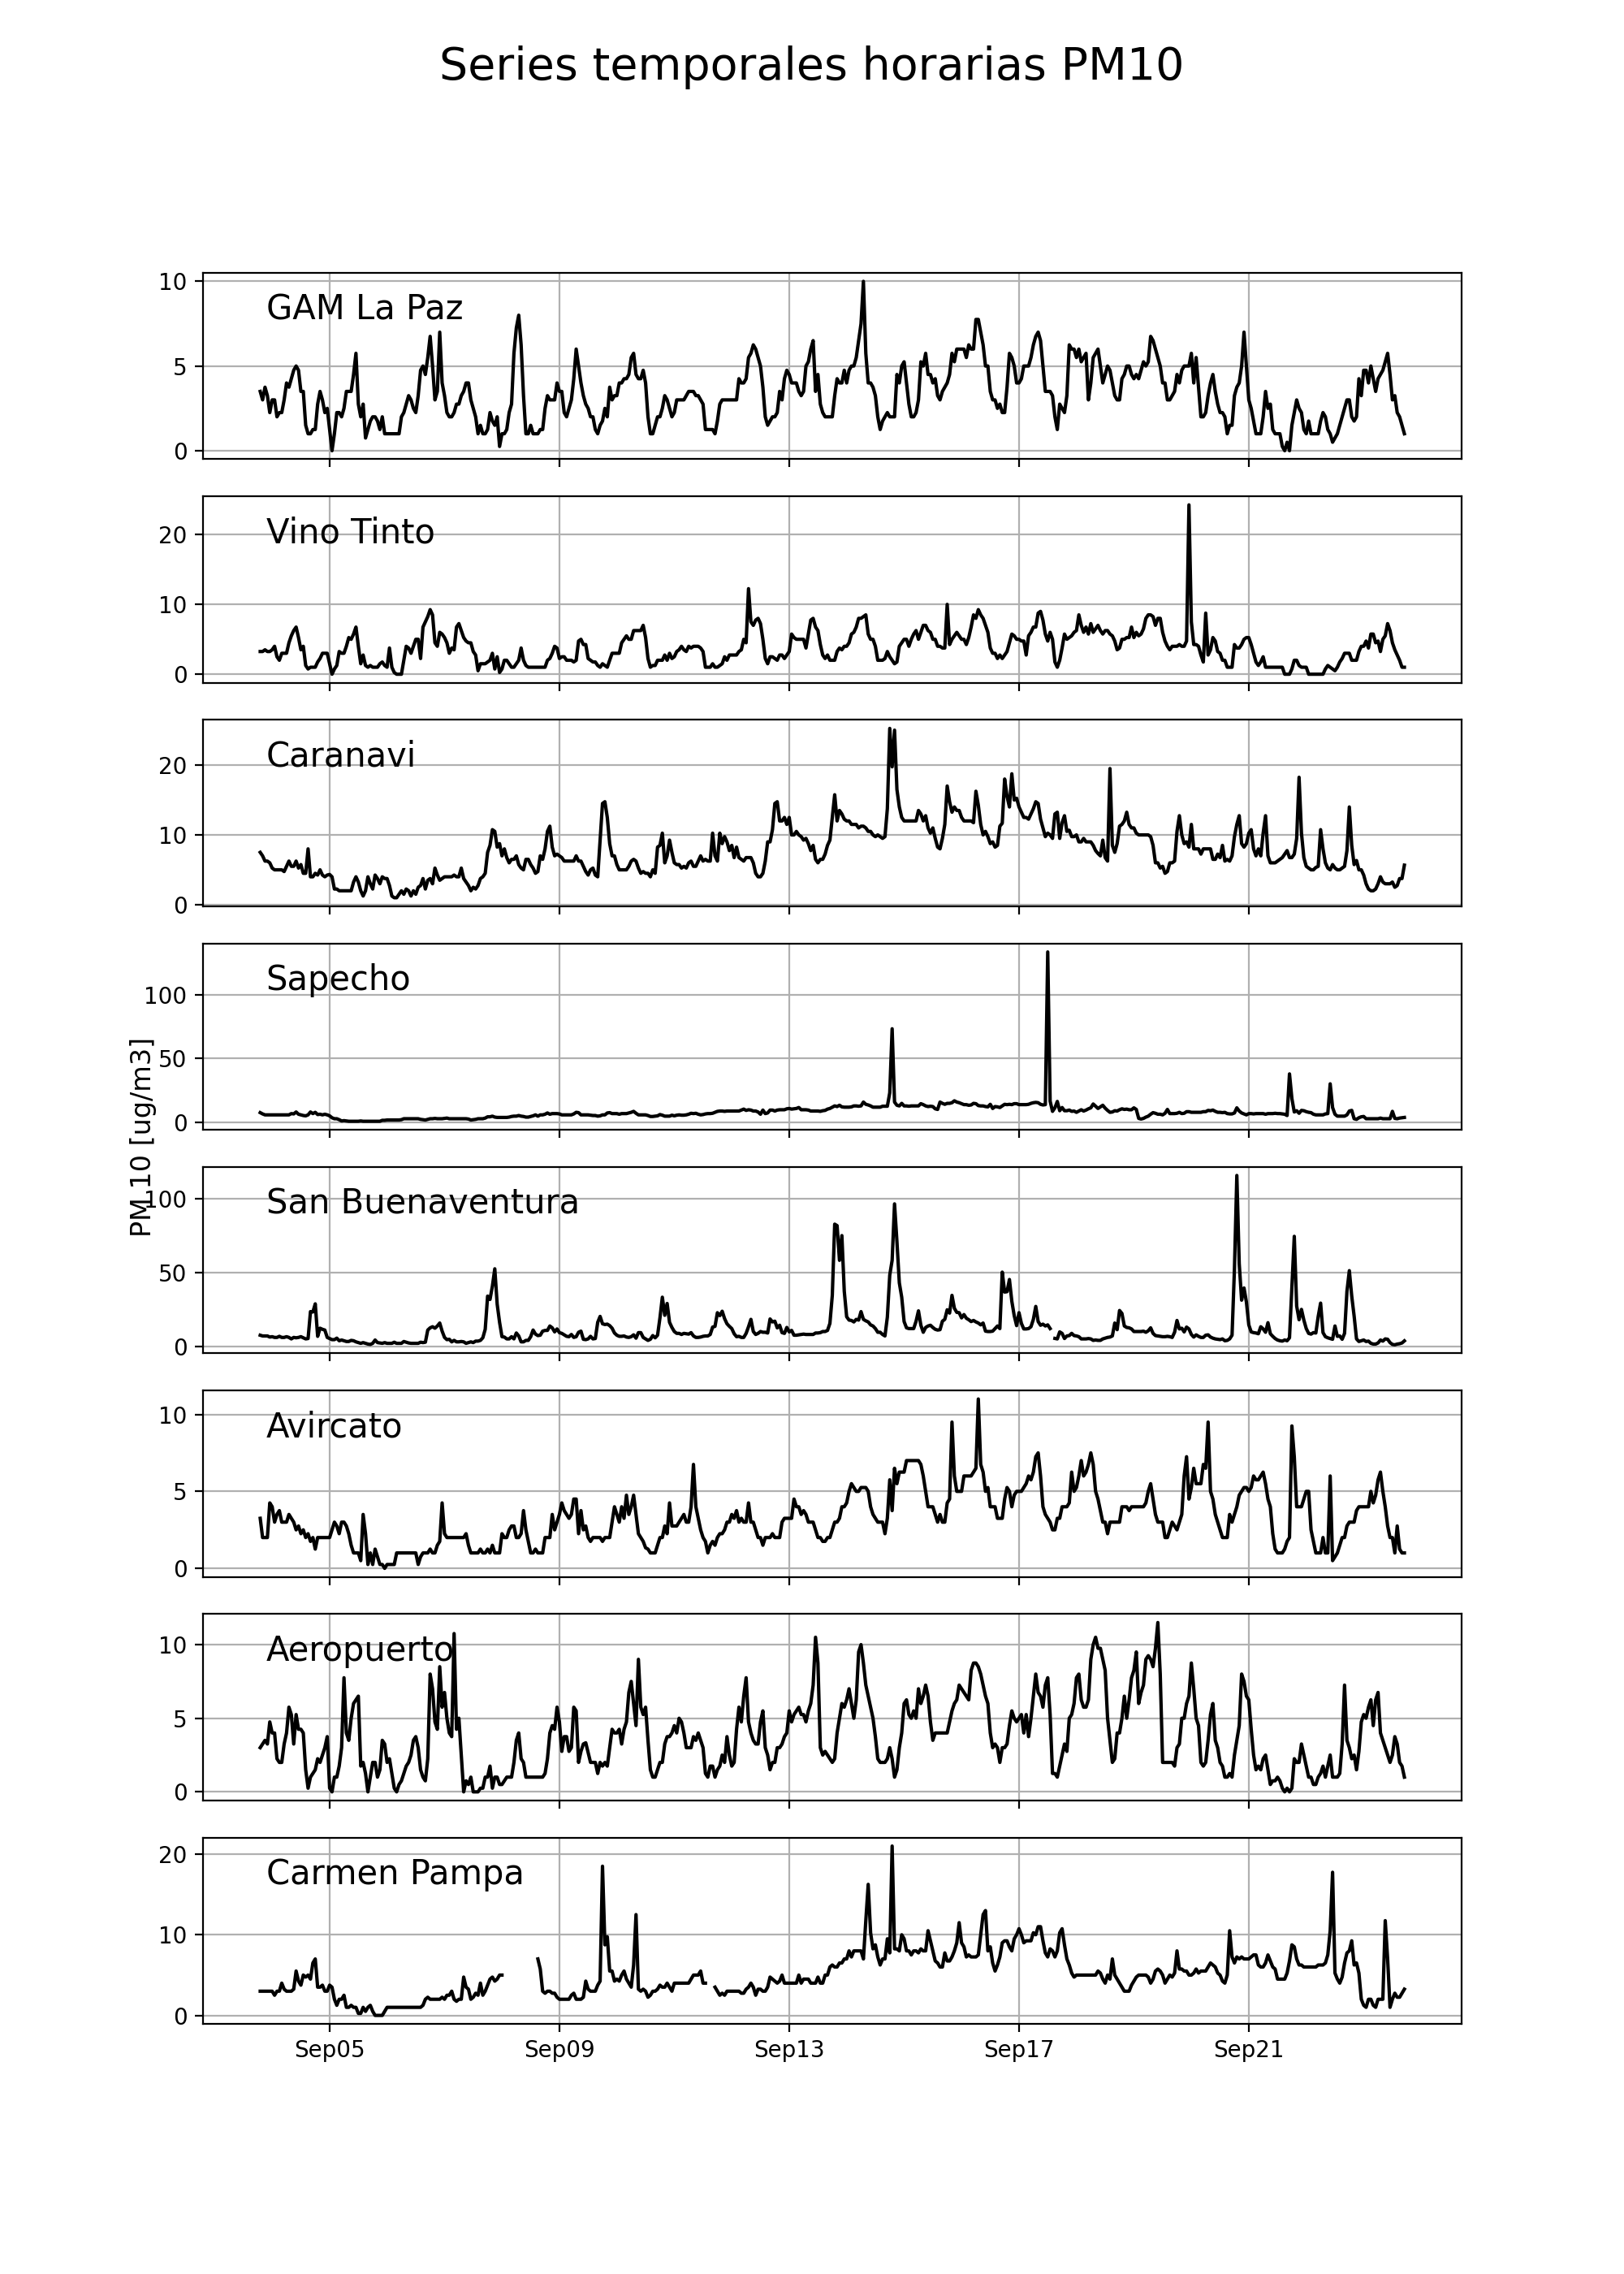 Series temporales horarias PM10
10
GAM La Paz
5
0
20
Vino Tinto
10
0
Caranavi
20
10
0
Sapecho
100
50
0
PM 10 [ug/m3]
100
San Buenaventura
50
0
10
Avircato
5
0
10
Aeropuerto
5
0
20
Carmen Pampa
10
0
Sep05 Sep09 Sep13 Sep17 Sep21